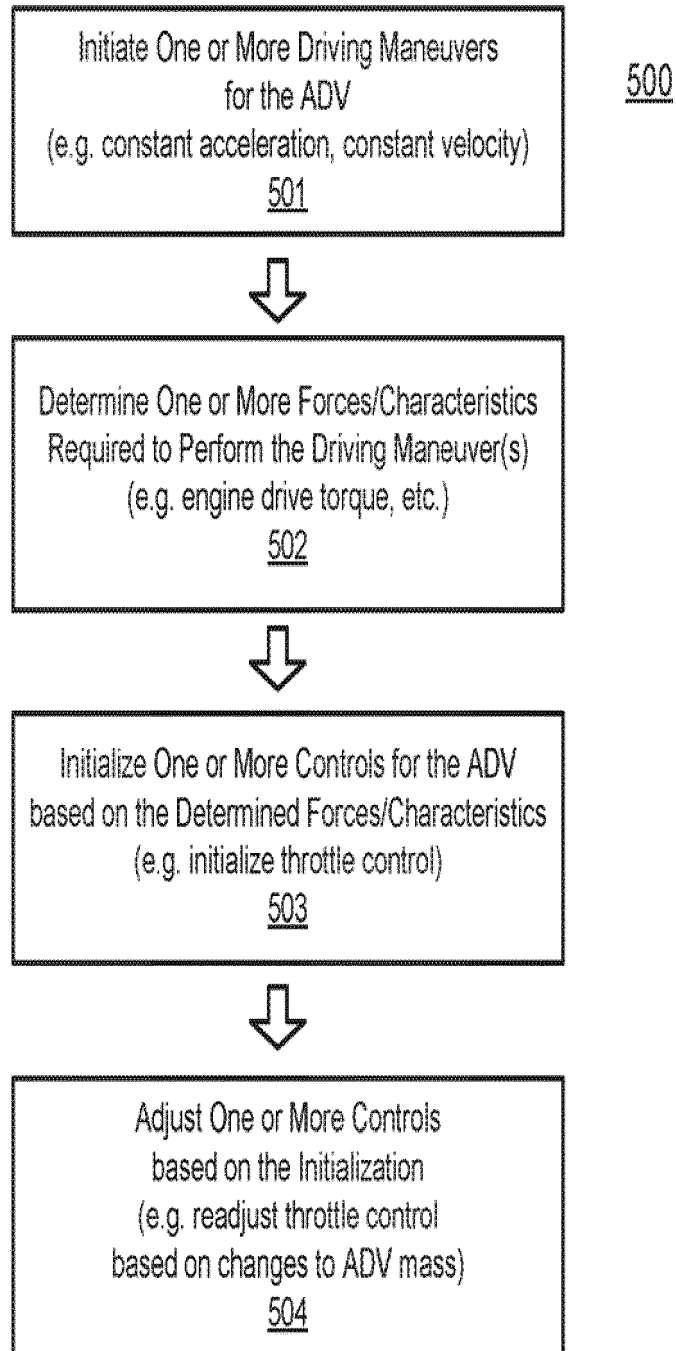 500
Initiate One or More Driving Maneuvers
for the ADV
(e.g. constant acceleration, constant velocity)
501
Determine One or More Forces/Characteristics
Required to Perform the Driving Maneuver(s)
(e.g. engine drive torque, etc.)
502
Initialize One or More Controls for the ADV
based on the Determined Forces/Characteristics
(e.g. initialize throttle control)
503
Adjust One or More Controls
based on the Initialization
(e.g. readjust throttle control
based on changes to ADV mass)
504